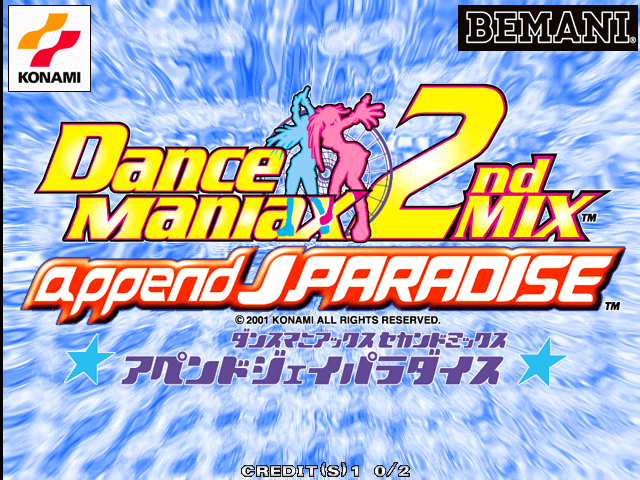 KONAMI
BEMANI®
Dance 2nd
ManiaX MIX™
append J PARADISE™
© 2001 KONAMI ALL RIGHTS RESERVED.
ダンスマニアックス セカンドミックス
★アペンドジェイパラダイス★
CREDIT(S)1 0/2